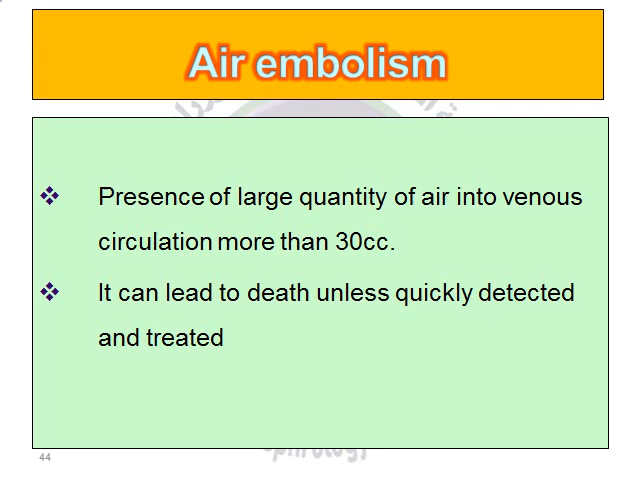 Air embolism
❖ Presence of large quantity of air into venous
circulation more than 30cc.
❖ It can lead to death unless quickly detected
and treated
44